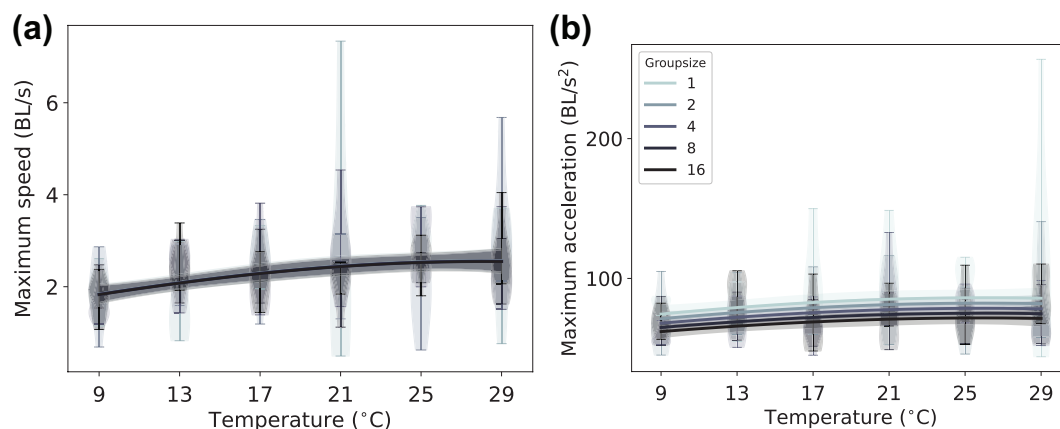 (a)
Maximum speed (BL/s)
6
4
2
9 13 17 21 25 29
Temperature (°C)
(b)
Maximum acceleration (BL/s²)
200
100
Groupsize
1
2
4
8
16
9 13 17 21 25 29
Temperature (°C)